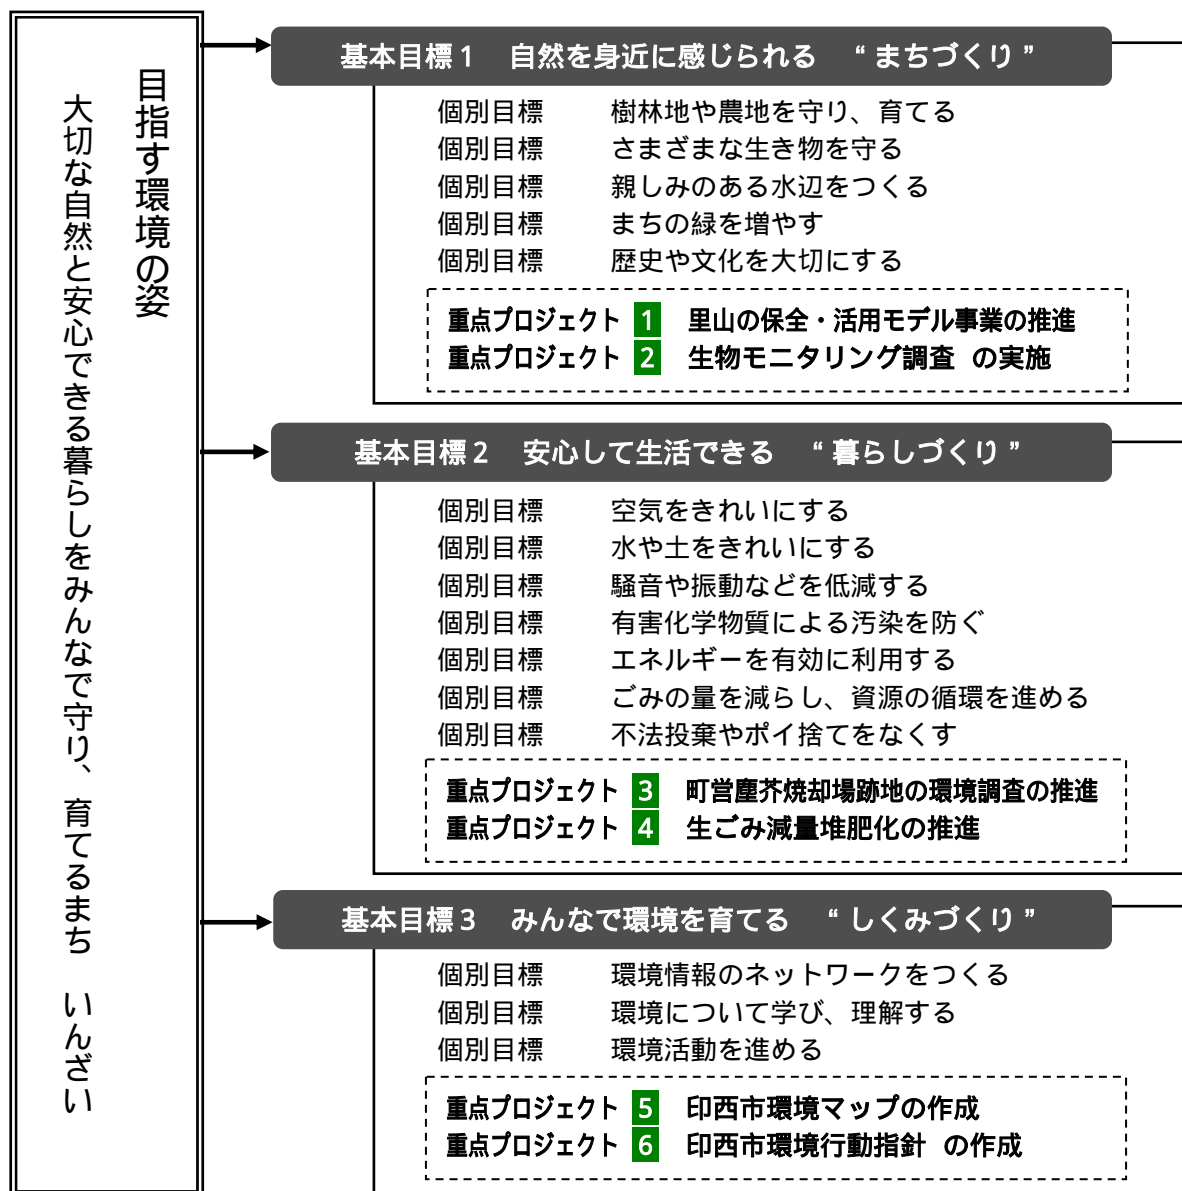 目指す環境の姿
大切な自然と安心できる暮らしをみんなで守り、育てるまち　いんざい
基本目標１　自然を身近に感じられる　“まちづくり”
個別目標　樹林地や農地を守り、育てる
個別目標　さまざまな生き物を守る
個別目標　親しみのある水辺をつくる
個別目標　まちの緑を増やす
個別目標　歴史や文化を大切にする
重点プロジェクト 1　里山の保全・活用モデル事業の推進
重点プロジェクト 2　生物モニタリング調査 の実施
基本目標２　安心して生活できる　“暮らしづくり”
個別目標　空気をきれいにする
個別目標　水や土をきれいにする
個別目標　騒音や振動などを低減する
個別目標　有害化学物質による汚染を防ぐ
個別目標　エネルギーを有効に利用する
個別目標　ごみの量を減らし、資源の循環を進める
個別目標　不法投棄やポイ捨てをなくす
重点プロジェクト 3　町営塵芥焼却場跡地の環境調査の推進
重点プロジェクト 4　生ごみ減量堆肥化の推進
基本目標３　みんなで環境を育てる　“しくみづくり”
個別目標　環境情報のネットワークをつくる
個別目標　環境について学び、理解する
個別目標　環境活動を進める
重点プロジェクト 5　印西市環境マップの作成
重点プロジェクト 6　印西市環境行動指針 の作成